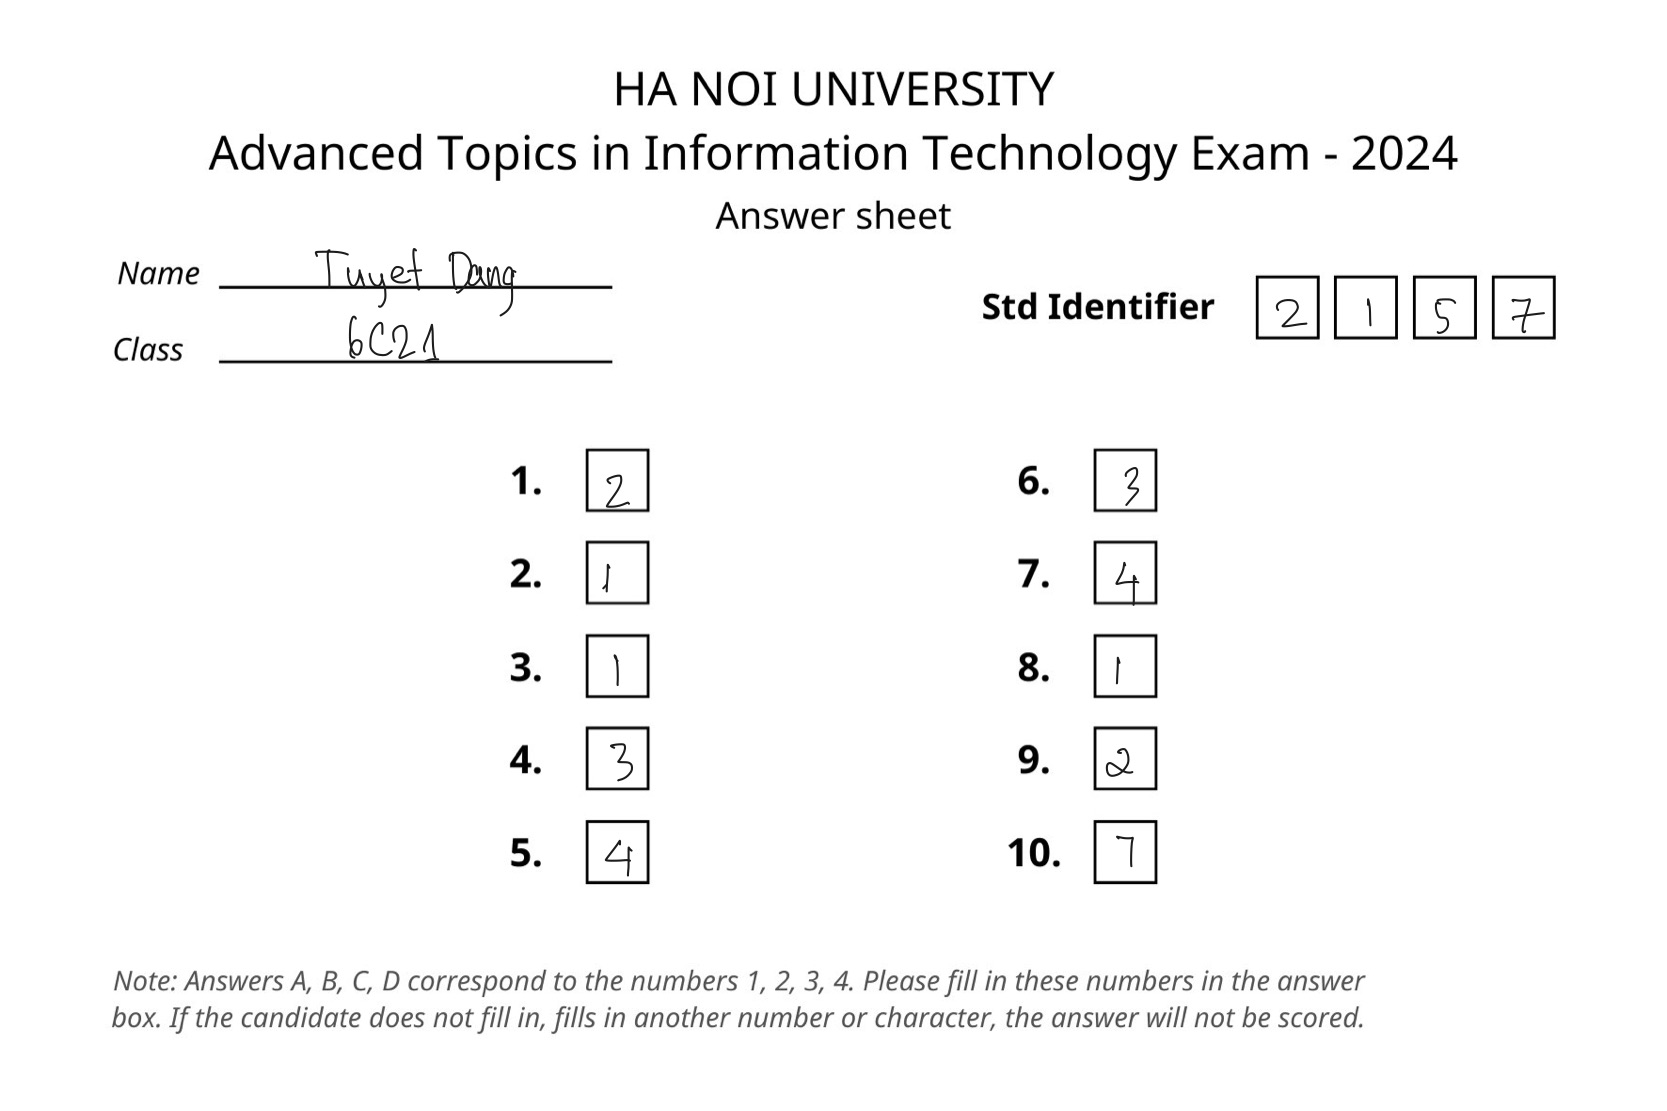 HA NOI UNIVERSITY
Advanced Topics in Information Technology Exam - 2024
Answer sheet
Name Tuyet Dang
Class 6C21
Std Identifier 2 1 5 7
1. 2
2. 1
3. 1
4. 3
5. 4
6. 3
7. 4
8. 1
9. 2
10. 7
Note: Answers A, B, C, D correspond to the numbers 1, 2, 3, 4. Please fill in these numbers in the answer
box. If the candidate does not fill in, fills in another number or character, the answer will not be scored.